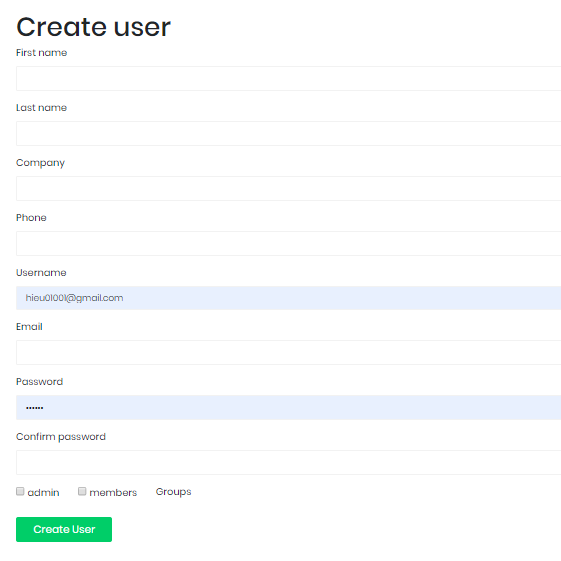 Create user
First name
Last name
Company
Phone
Username
hieu01001@gmail.com
Email
Password
••••••
Confirm password
admin members Groups
Create User